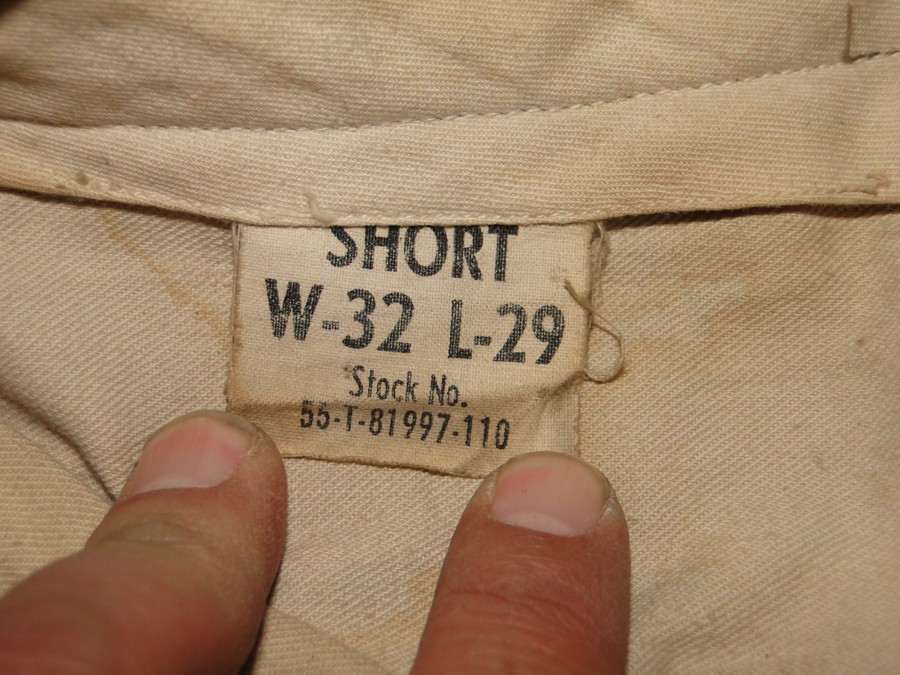 SHORT
W-32 L-29
Stock No.
55-T-81997-110